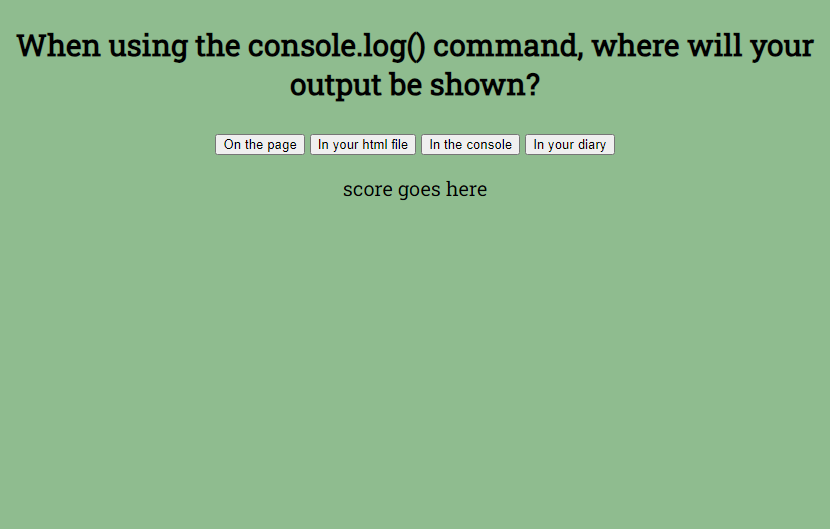 When using the console.log() command, where will your
output be shown?
On the page In your html file In the console In your diary
score goes here